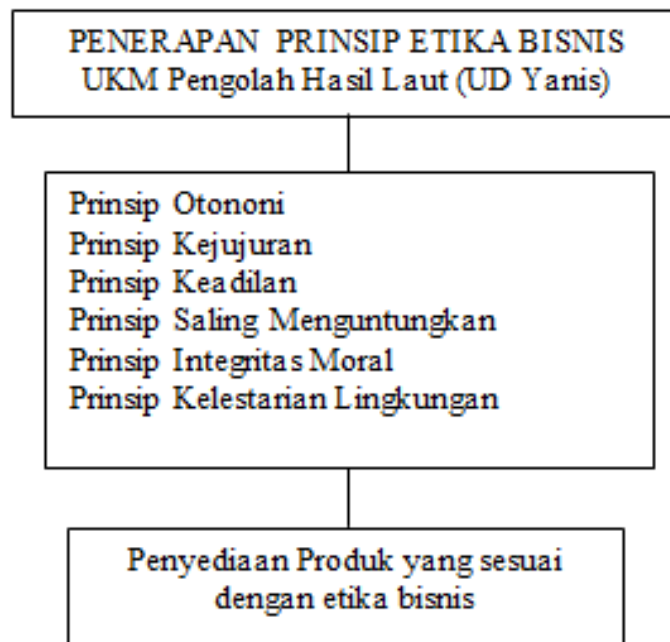 PENERAPAN PRINSIP ETIKA BISNIS
UKM Pengolah Hasil Laut (UD Yanis)
Prinsip Otononi
Prinsip Kejujuran
Prinsip Keadilan
Prinsip Saling Menguntungkan
Prinsip Integritas Moral
Prinsip Kelestarian Lingkungan
Penyediaan Produk yang sesuai
dengan etika bisnis